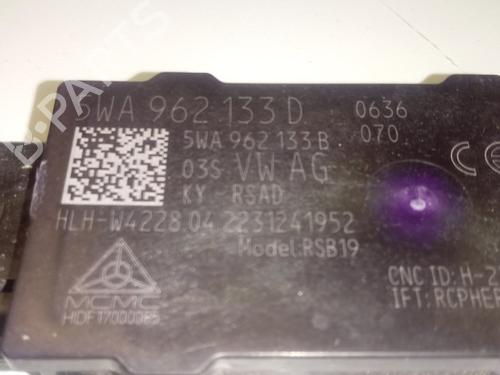 5WA 962 133 D
0636
070
5WA 962 133 B
03S VW AG
KY - RSAD
HLH-W4228 04 2231241952
Model:RSB19
CNC ID: H-2
IFT: RCPHE
MCMC
HIDF17000085
B-PARTS